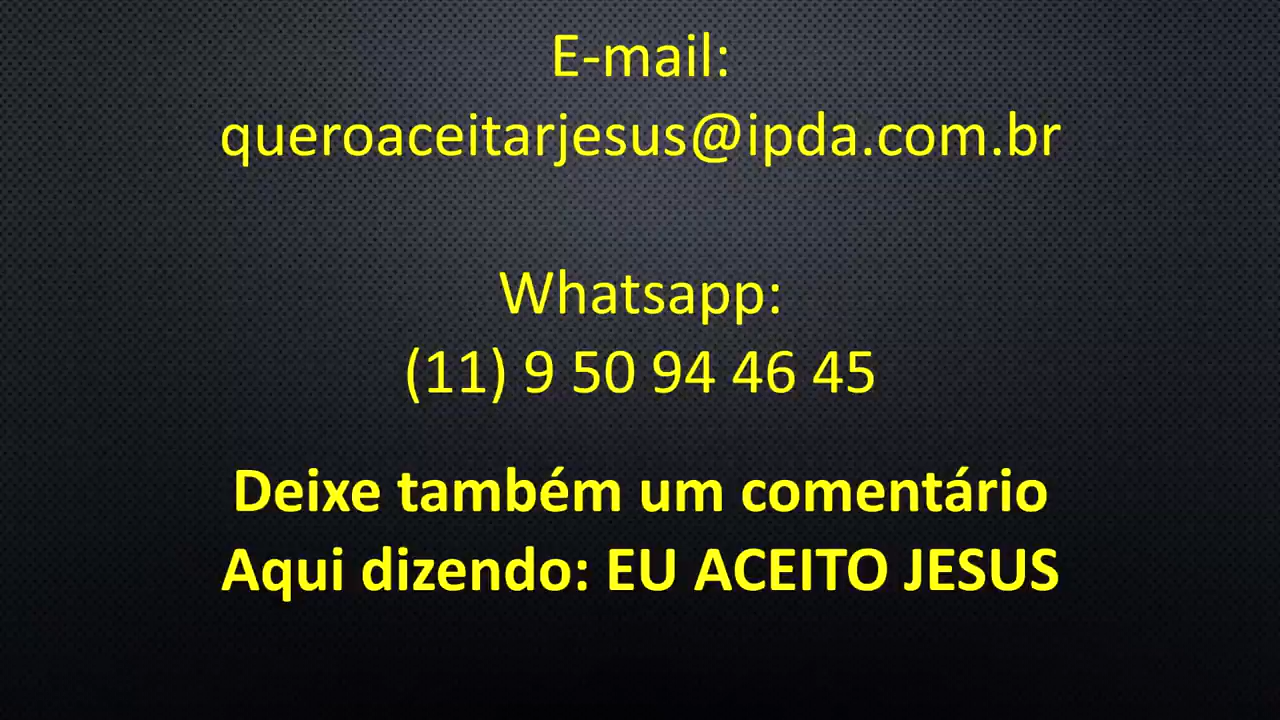 E-mail:
queroaceitarjesus@ipda.com.br
Whatsapp:
(11) 9 50 94 46 45
Deixe também um comentário
Aqui dizendo: EU ACEITO JESUS